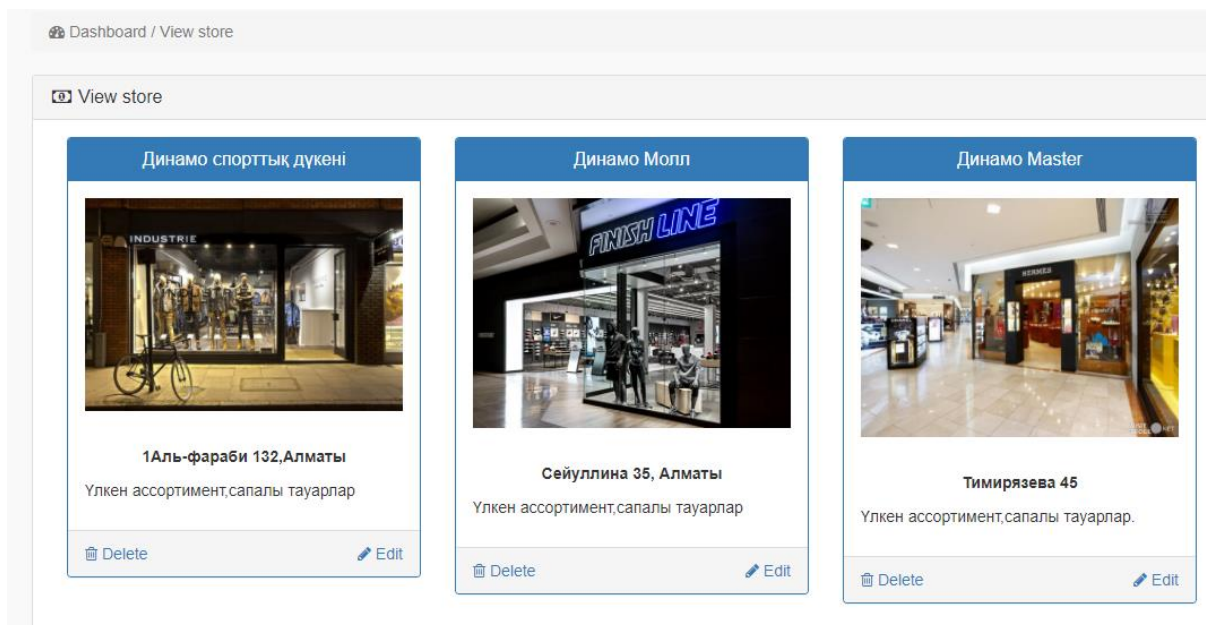 Dashboard / View store
View store
Динамо спорттық дүкені
INDUSTRIE
1Аль-фараби 132,Алматы
Үлкен ассортимент,сапалы тауарлар
Delete Edit
Динамо Молл
FINISH LINE
Сейуллина 35, Алматы
Үлкен ассортимент,сапалы тауарлар
Delete Edit
Динамо Master
HERMES
Тимирязева 45
Үлкен ассортимент,сапалы тауарлар.
Delete Edit